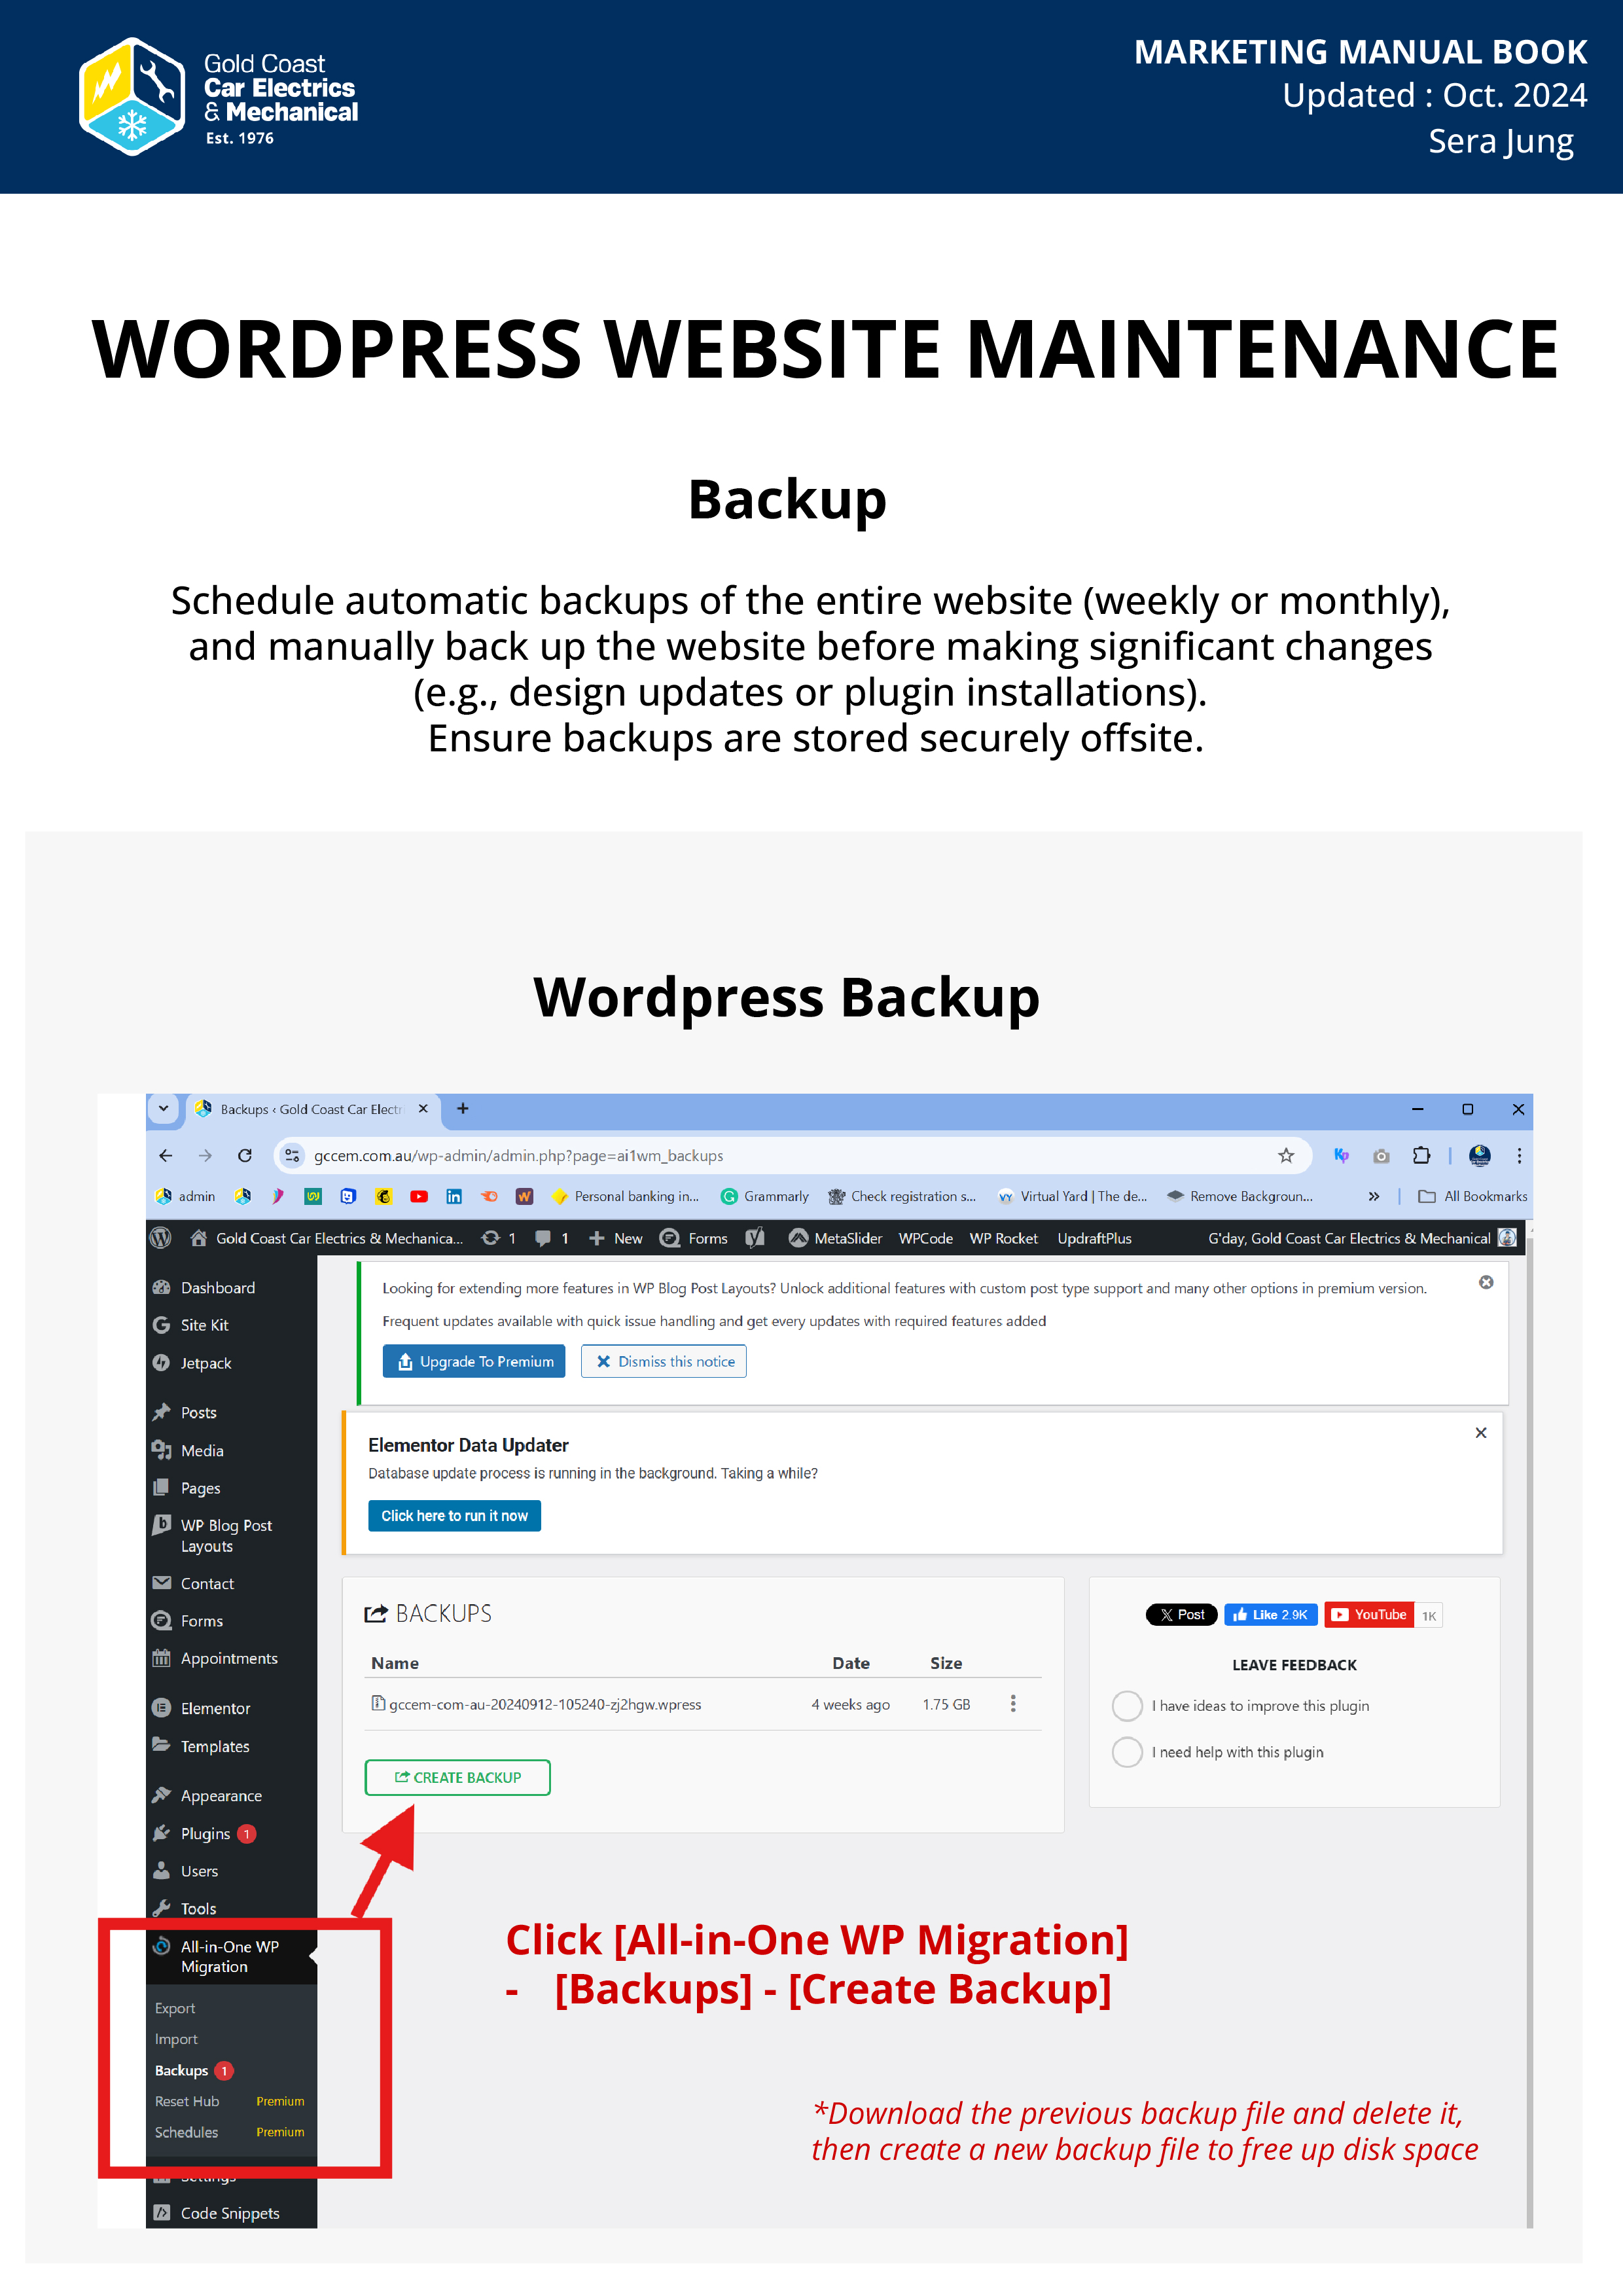 Gold Coast
Car Electrics
& Mechanical
Est. 1976
MARKETING MANUAL BOOK
Updated : Oct. 2024
Sera Jung
WORDPRESS WEBSITE MAINTENANCE
Backup
Schedule automatic backups of the entire website (weekly or monthly),
and manually back up the website before making significant changes
(e.g., design updates or plugin installations).
Ensure backups are stored securely offsite.
Wordpress Backup
Backups ‹ Gold Coast Car Electr
gccem.com.au/wp-admin/admin.php?page=ai1wm_backups
admin
Personal banking in...
Grammarly
Check registration s...
Virtual Yard | The de...
Remove Backgroun...
All Bookmarks
Gold Coast Car Electrics & Mechanica... 1 1 New Forms MetaSlider WPCode WP Rocket UpdraftPlus G'day, Gold Coast Car Electrics & Mechanical
Dashboard
Site Kit
Jetpack
Posts
Media
Pages
WP Blog Post
Layouts
Contact
Forms
Appointments
Elementor
Templates
Appearance
Plugins 1
Users
Tools
All-in-One WP
Migration
Export
Import
Backups 1
Reset Hub Premium
Schedules Premium
Settings
Code Snippets
Looking for extending more features in WP Blog Post Layouts? Unlock additional features with custom post type support and many other options in premium version.
Frequent updates available with quick issue handling and get every updates with required features added
Upgrade To Premium
Dismiss this notice
Elementor Data Updater
Database update process is running in the background. Taking a while?
Click here to run it now
BACKUPS
Name Date Size
gccem-com-au-20240912-105240-zj2hgw.wpress 4 weeks ago 1.75 GB
CREATE BACKUP
Post Like 2.9K YouTube 1K
LEAVE FEEDBACK
I have ideas to improve this plugin
I need help with this plugin
Click [All-in-One WP Migration]
- [Backups] - [Create Backup]
*Download the previous backup file and delete it,
then create a new backup file to free up disk space